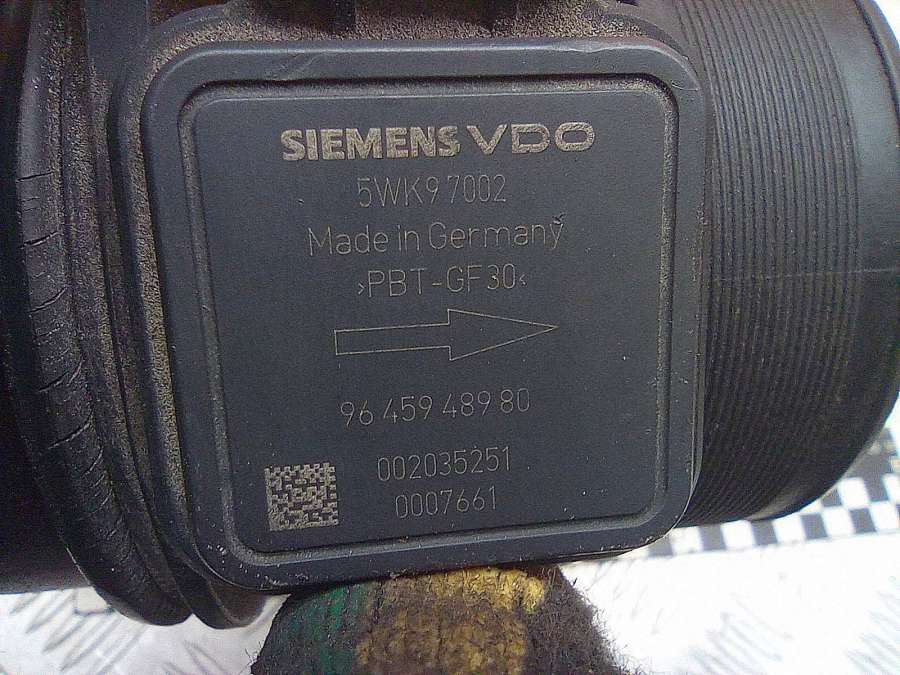 SIEMENS VDO
5WK9 7002
Made in Germany
>PBT-GF30<
96 459 489 80
002035251
0007661